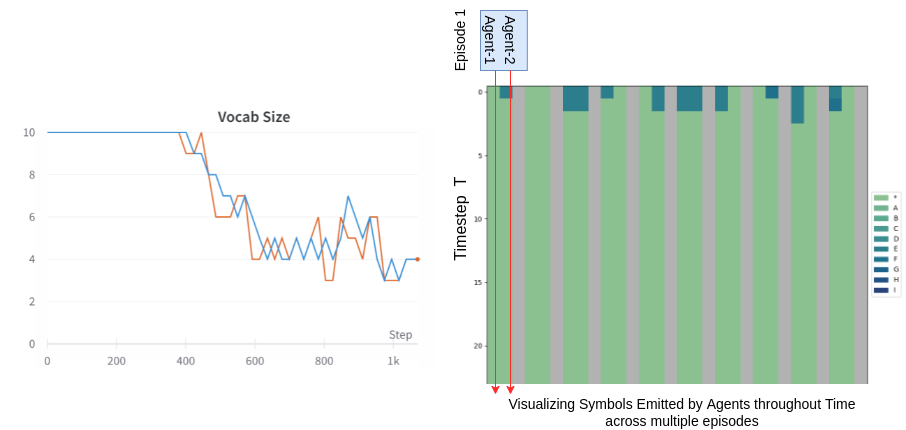 Vocab Size
10
8
6
4
2
0
Step
0
200
400
600
800
1k
Episode 1
Agent-1
Agent-2
Timestep T
0
5
10
15
20
*
A
B
C
D
E
F
G
H
I
Visualizing Symbols Emitted by Agents throughout Time
across multiple episodes